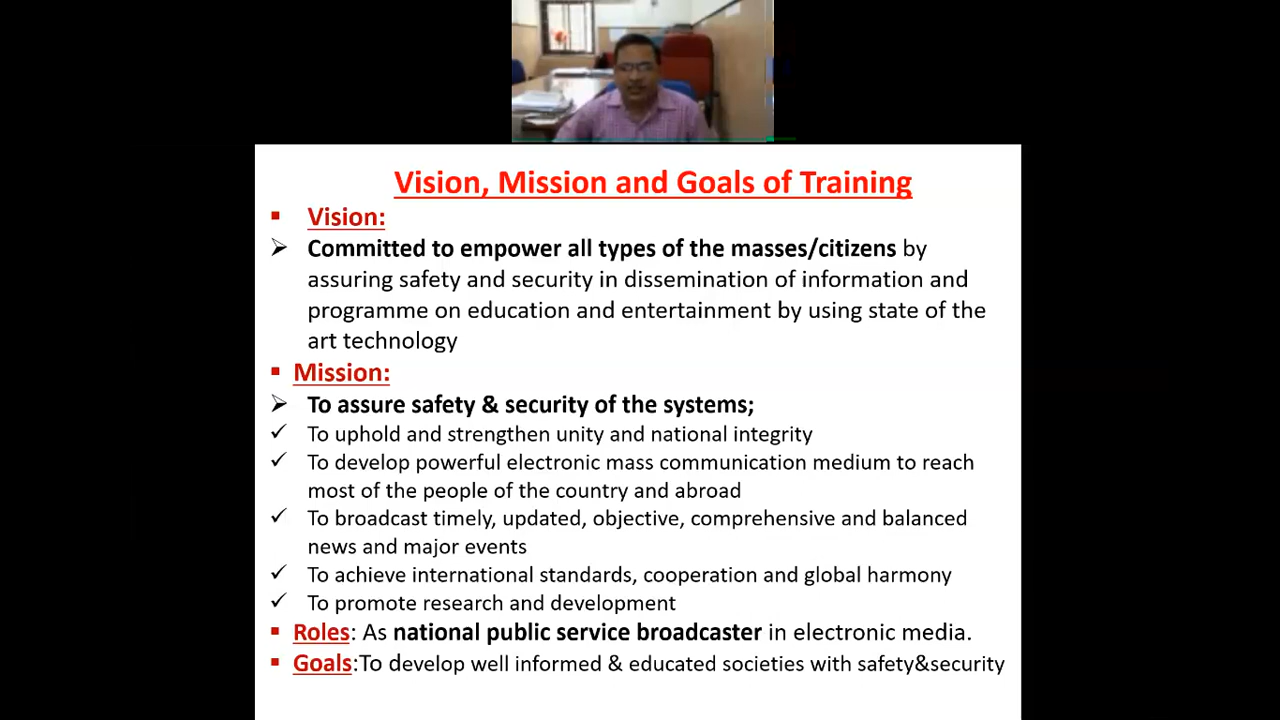 Vision, Mission and Goals of Training
▪ Vision:
➢ Committed to empower all types of the masses/citizens by
assuring safety and security in dissemination of information and
programme on education and entertainment by using state of the
art technology
▪ Mission:
➢ To assure safety & security of the systems;
✓ To uphold and strengthen unity and national integrity
✓ To develop powerful electronic mass communication medium to reach
most of the people of the country and abroad
✓ To broadcast timely, updated, objective, comprehensive and balanced
news and major events
✓ To achieve international standards, cooperation and global harmony
✓ To promote research and development
▪ Roles: As national public service broadcaster in electronic media.
▪ Goals:To develop well informed & educated societies with safety&security